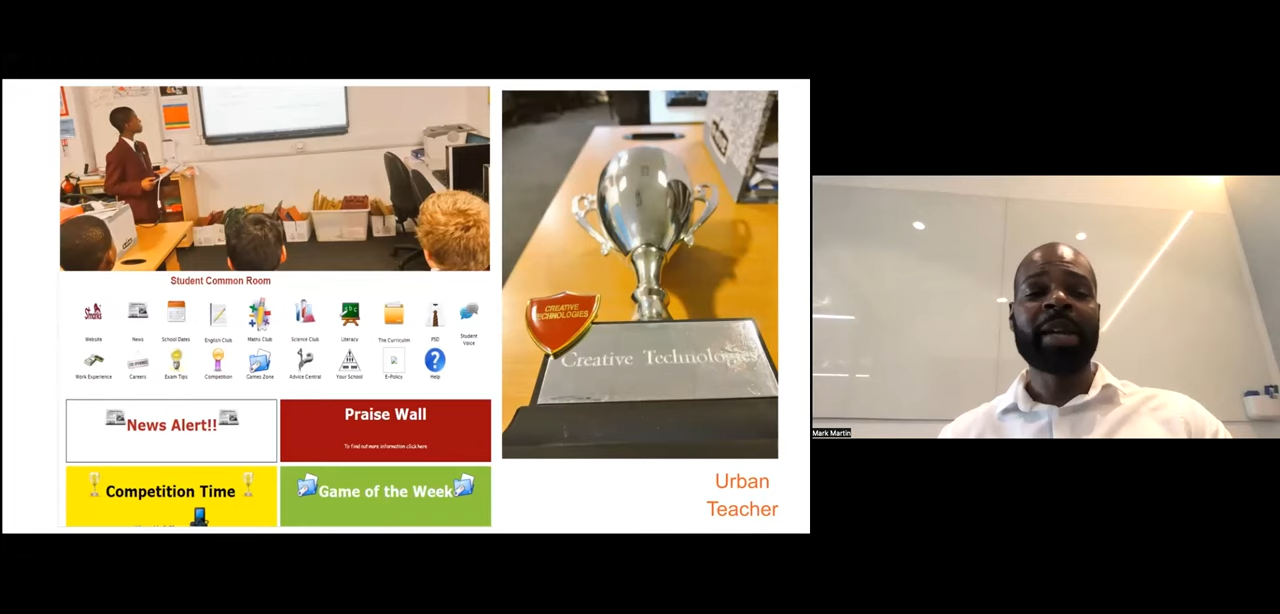 Student Common Room
Website
News
School Dates
English Club
Maths Club
Science Club
Literacy
The Curriculum
PSD
Student
Voice
Work Experience
Careers
Exam Tips
Competition
Games Zone
Advice Central
Your School
E-Policy
Help
News Alert!!
Praise Wall
To find out more information click here
Competition Time
Game of the Week
CREATIVE
TECHNOLOGIES
Creative Technologies
Urban
Teacher
Mark Martin